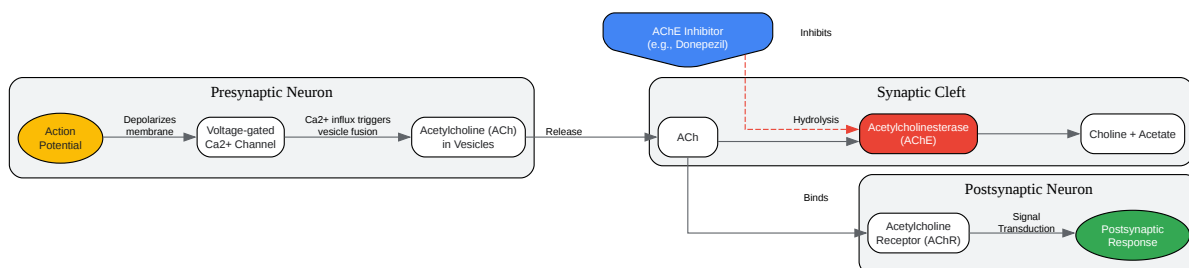 AChE Inhibitor
(e.g., Donepezil)
Inhibits
Presynaptic Neuron
Action
Potential
Depolarizes
membrane
Voltage-gated
Ca2+ Channel
Ca2+ influx triggers
vesicle fusion
Acetylcholine (ACh)
in Vesicles
Release
Synaptic Cleft
ACh
Hydrolysis
Acetylcholinesterase
(AChE)
Choline + Acetate
Binds
Postsynaptic Neuron
Acetylcholine
Receptor (AChR)
Signal
Transduction
Postsynaptic
Response